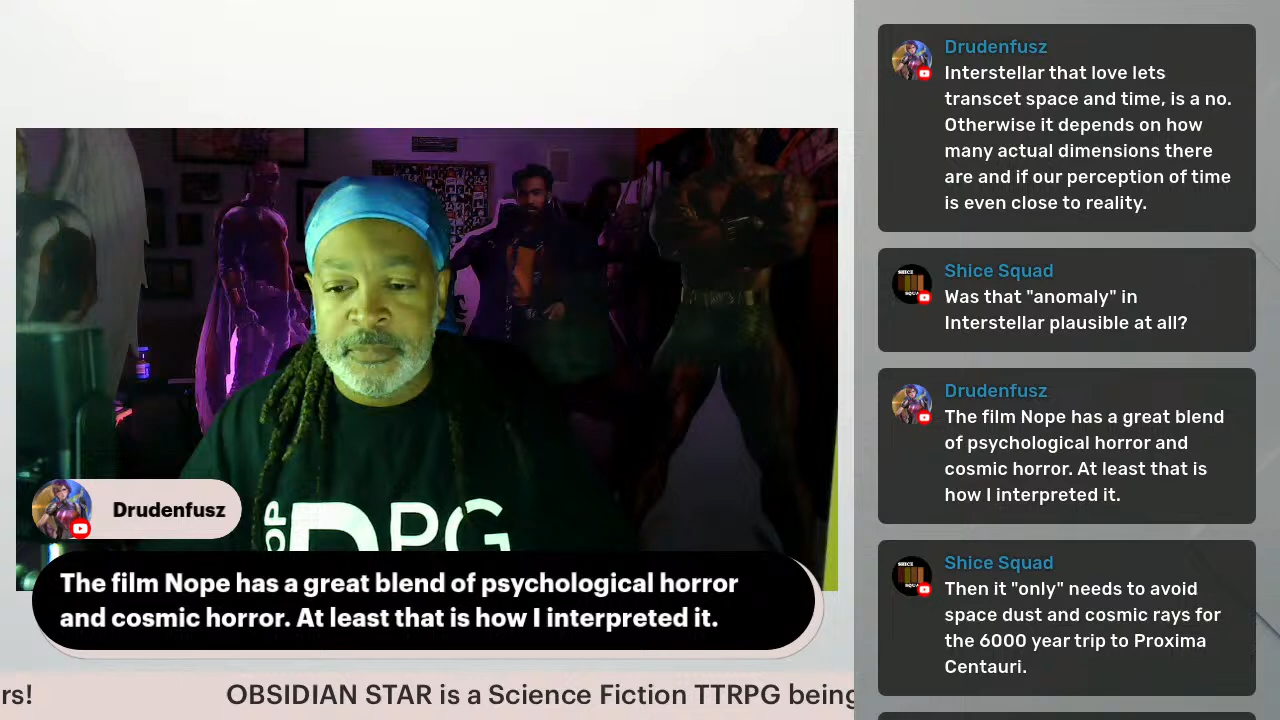 Drudenfusz
Interstellar that love lets
transcet space and time, is a no.
Otherwise it depends on how
many actual dimensions there
are and if our perception of time
is even close to reality.
Shice Squad
Was that "anomaly" in
Interstellar plausible at all?
Drudenfusz
The film Nope has a great blend
of psychological horror and
cosmic horror. At least that is
how I interpreted it.
Shice Squad
Then it "only" needs to avoid
space dust and cosmic rays for
the 6000 year trip to Proxima
Centauri.
OP
D
PG
Drudenfusz
The film Nope has a great blend of psychological horror
and cosmic horror. At least that is how I interpreted it.
rs! OBSIDIAN STAR is a Science Fiction TTRPG being